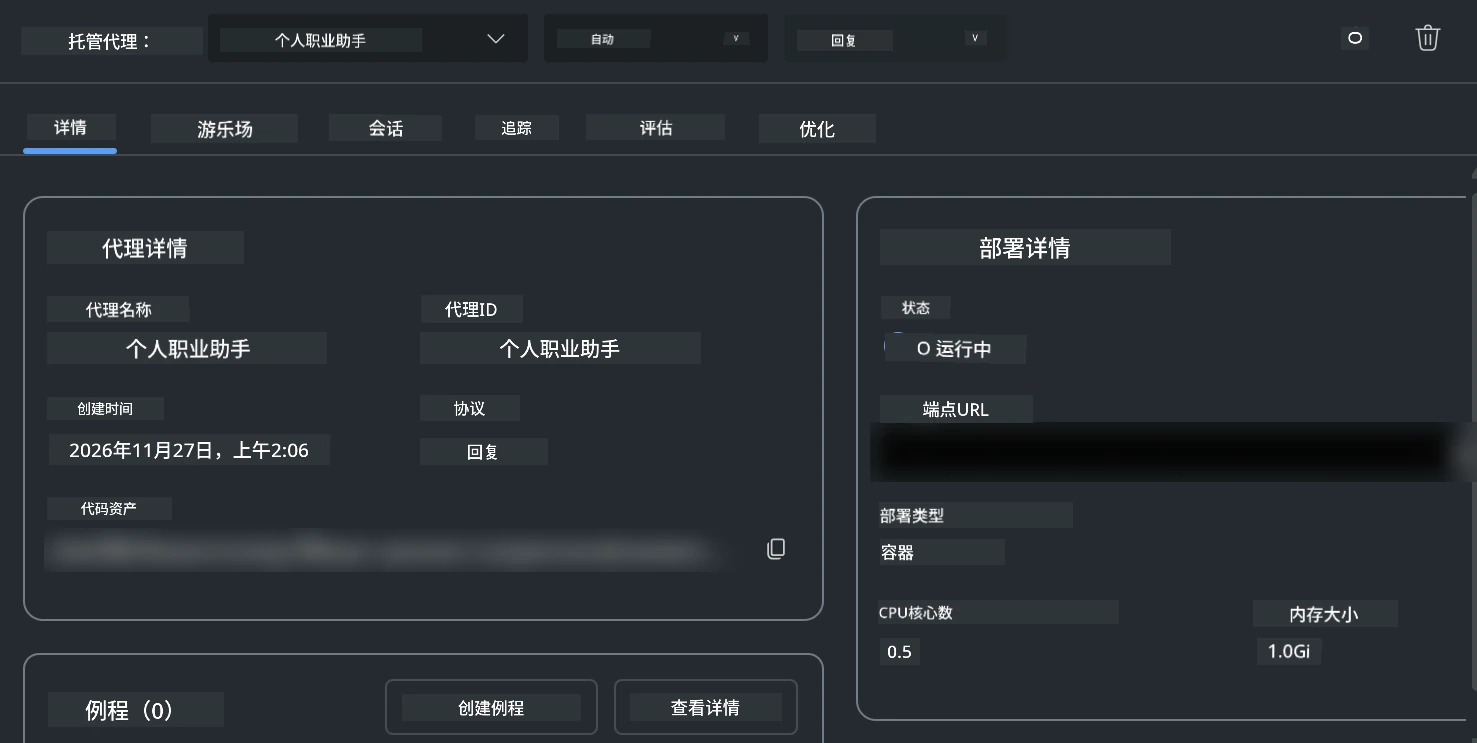 托管代理： 个人职业助手 自动 v 回复 v
详情 游乐场 会话 追踪 评估 优化
代理详情
代理名称 代理ID
个人职业助手 个人职业助手
创建时间 协议
2026年11月27日，上午2:06 回复
代码资产
例程（0） 创建例程 查看详情
部署详情
状态
O 运行中
端点URL
部署类型
容器
CPU核心数 内存大小
0.5 1.0Gi